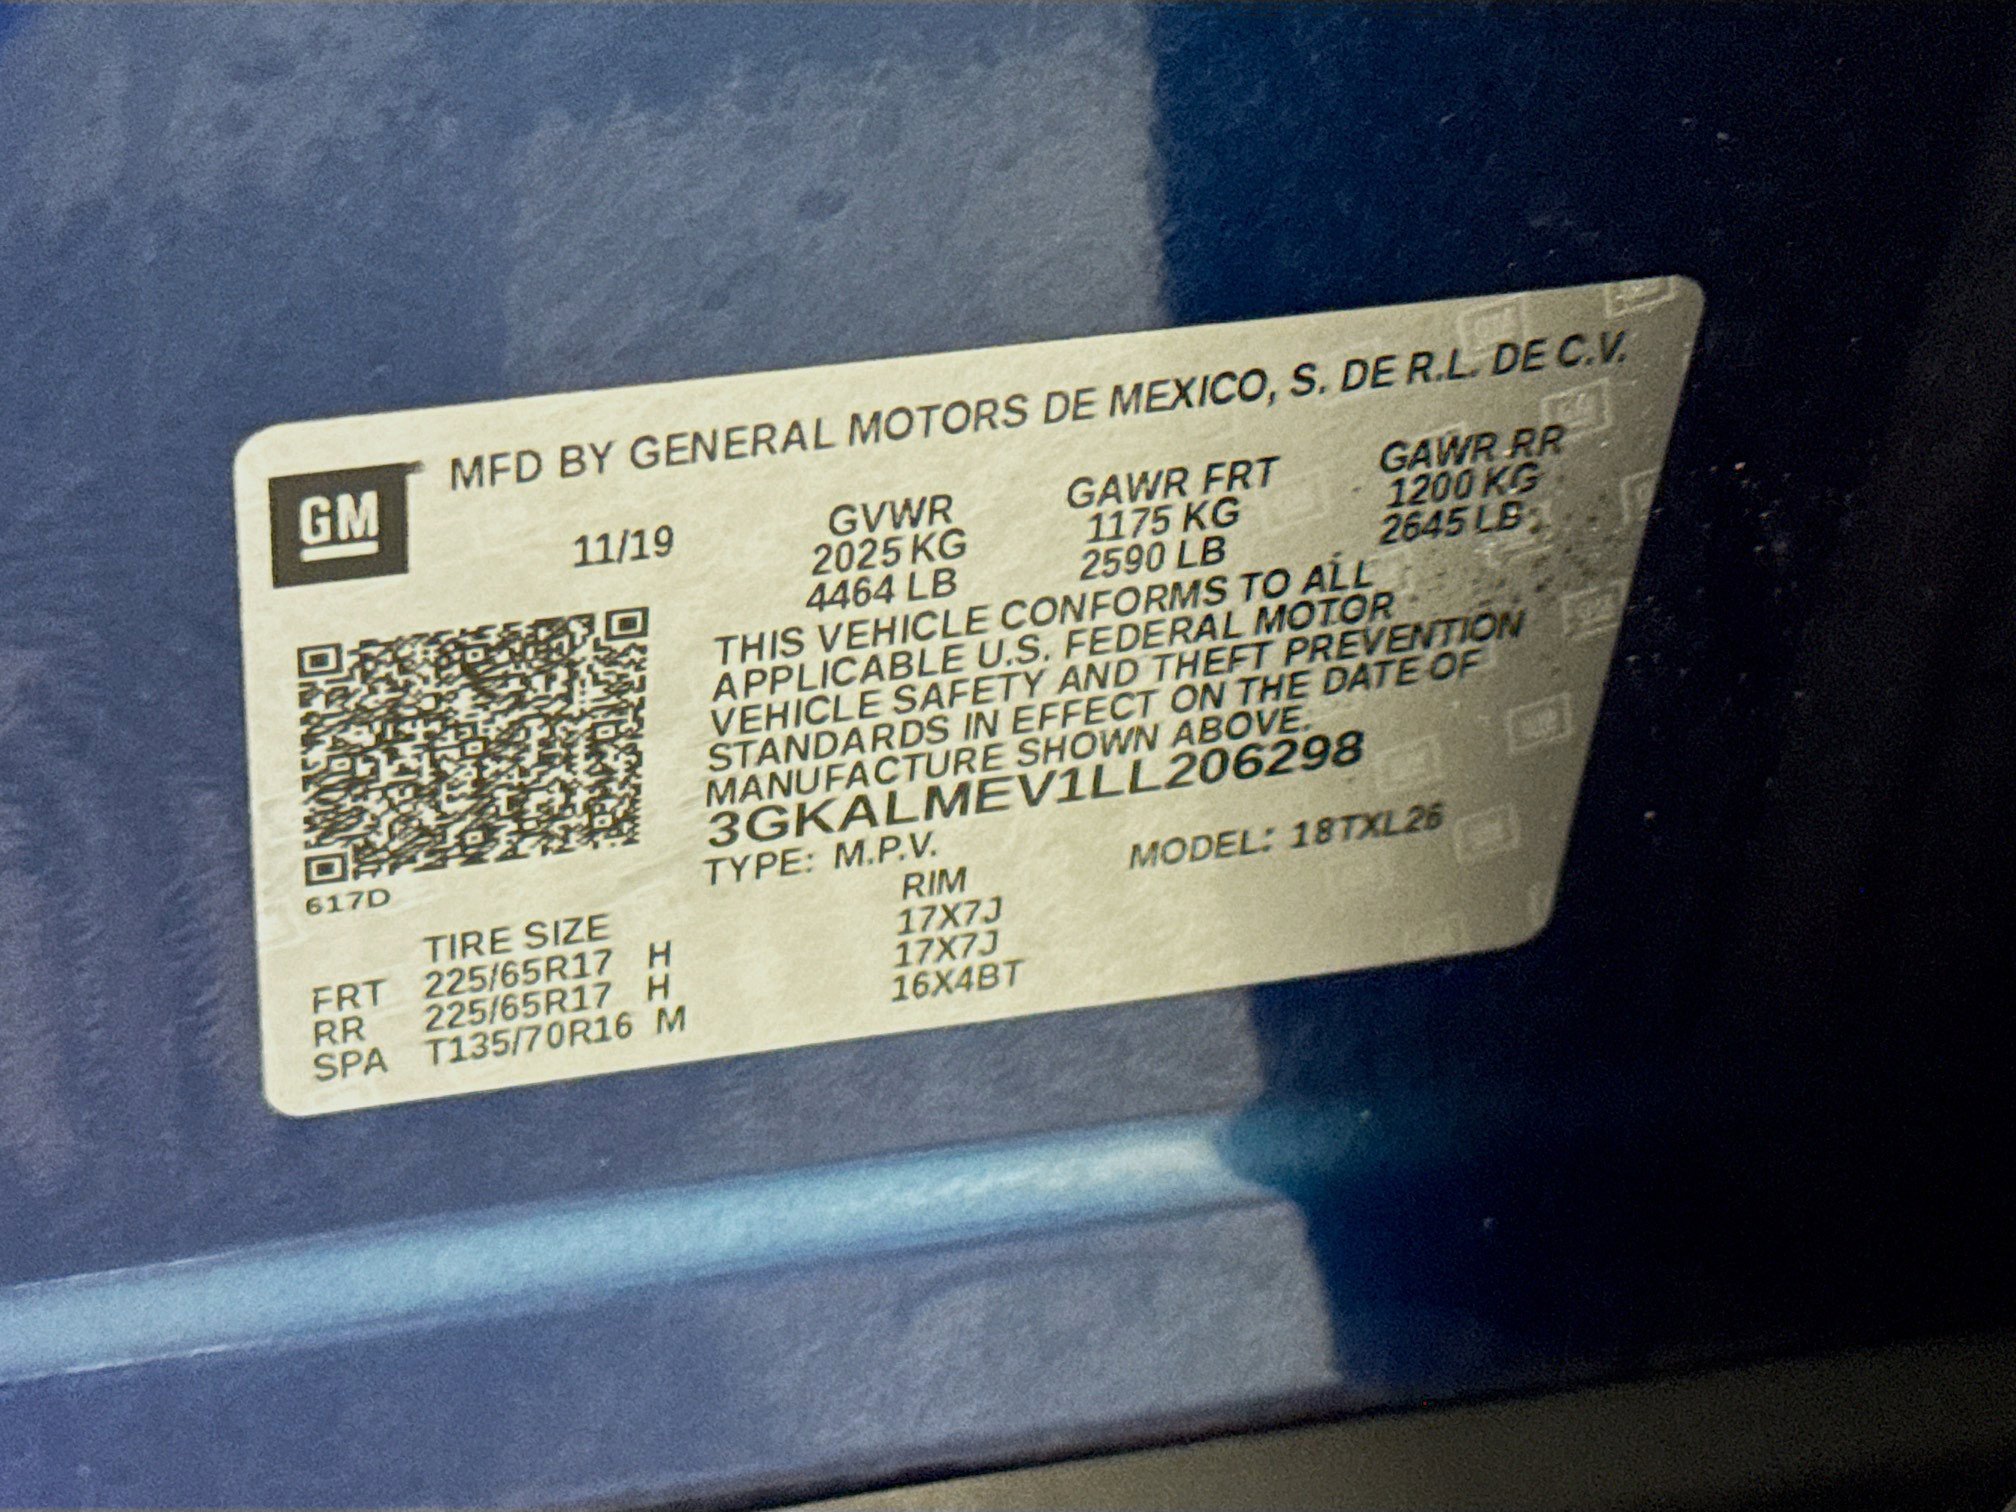 MFD BY GENERAL MOTORS DE MEXICO, S. DE R.L. DE C.V.
GM
11/19 GVWR GAWR FRT GAWR RR
2025 KG 1175 KG 1200 KG
4464 LB 2590 LB 2645 LB
THIS VEHICLE CONFORMS TO ALL
APPLICABLE U.S. FEDERAL MOTOR
VEHICLE SAFETY AND THEFT PREVENTION
STANDARDS IN EFFECT ON THE DATE OF
MANUFACTURE SHOWN ABOVE.
3GKALMEV1LL206298
TYPE: M.P.V. MODEL: 18TXL26
617D
TIRE SIZE RIM
FRT 225/65R17 H 17X7J
RR 225/65R17 H 17X7J
SPA T135/70R16 M 16X4BT